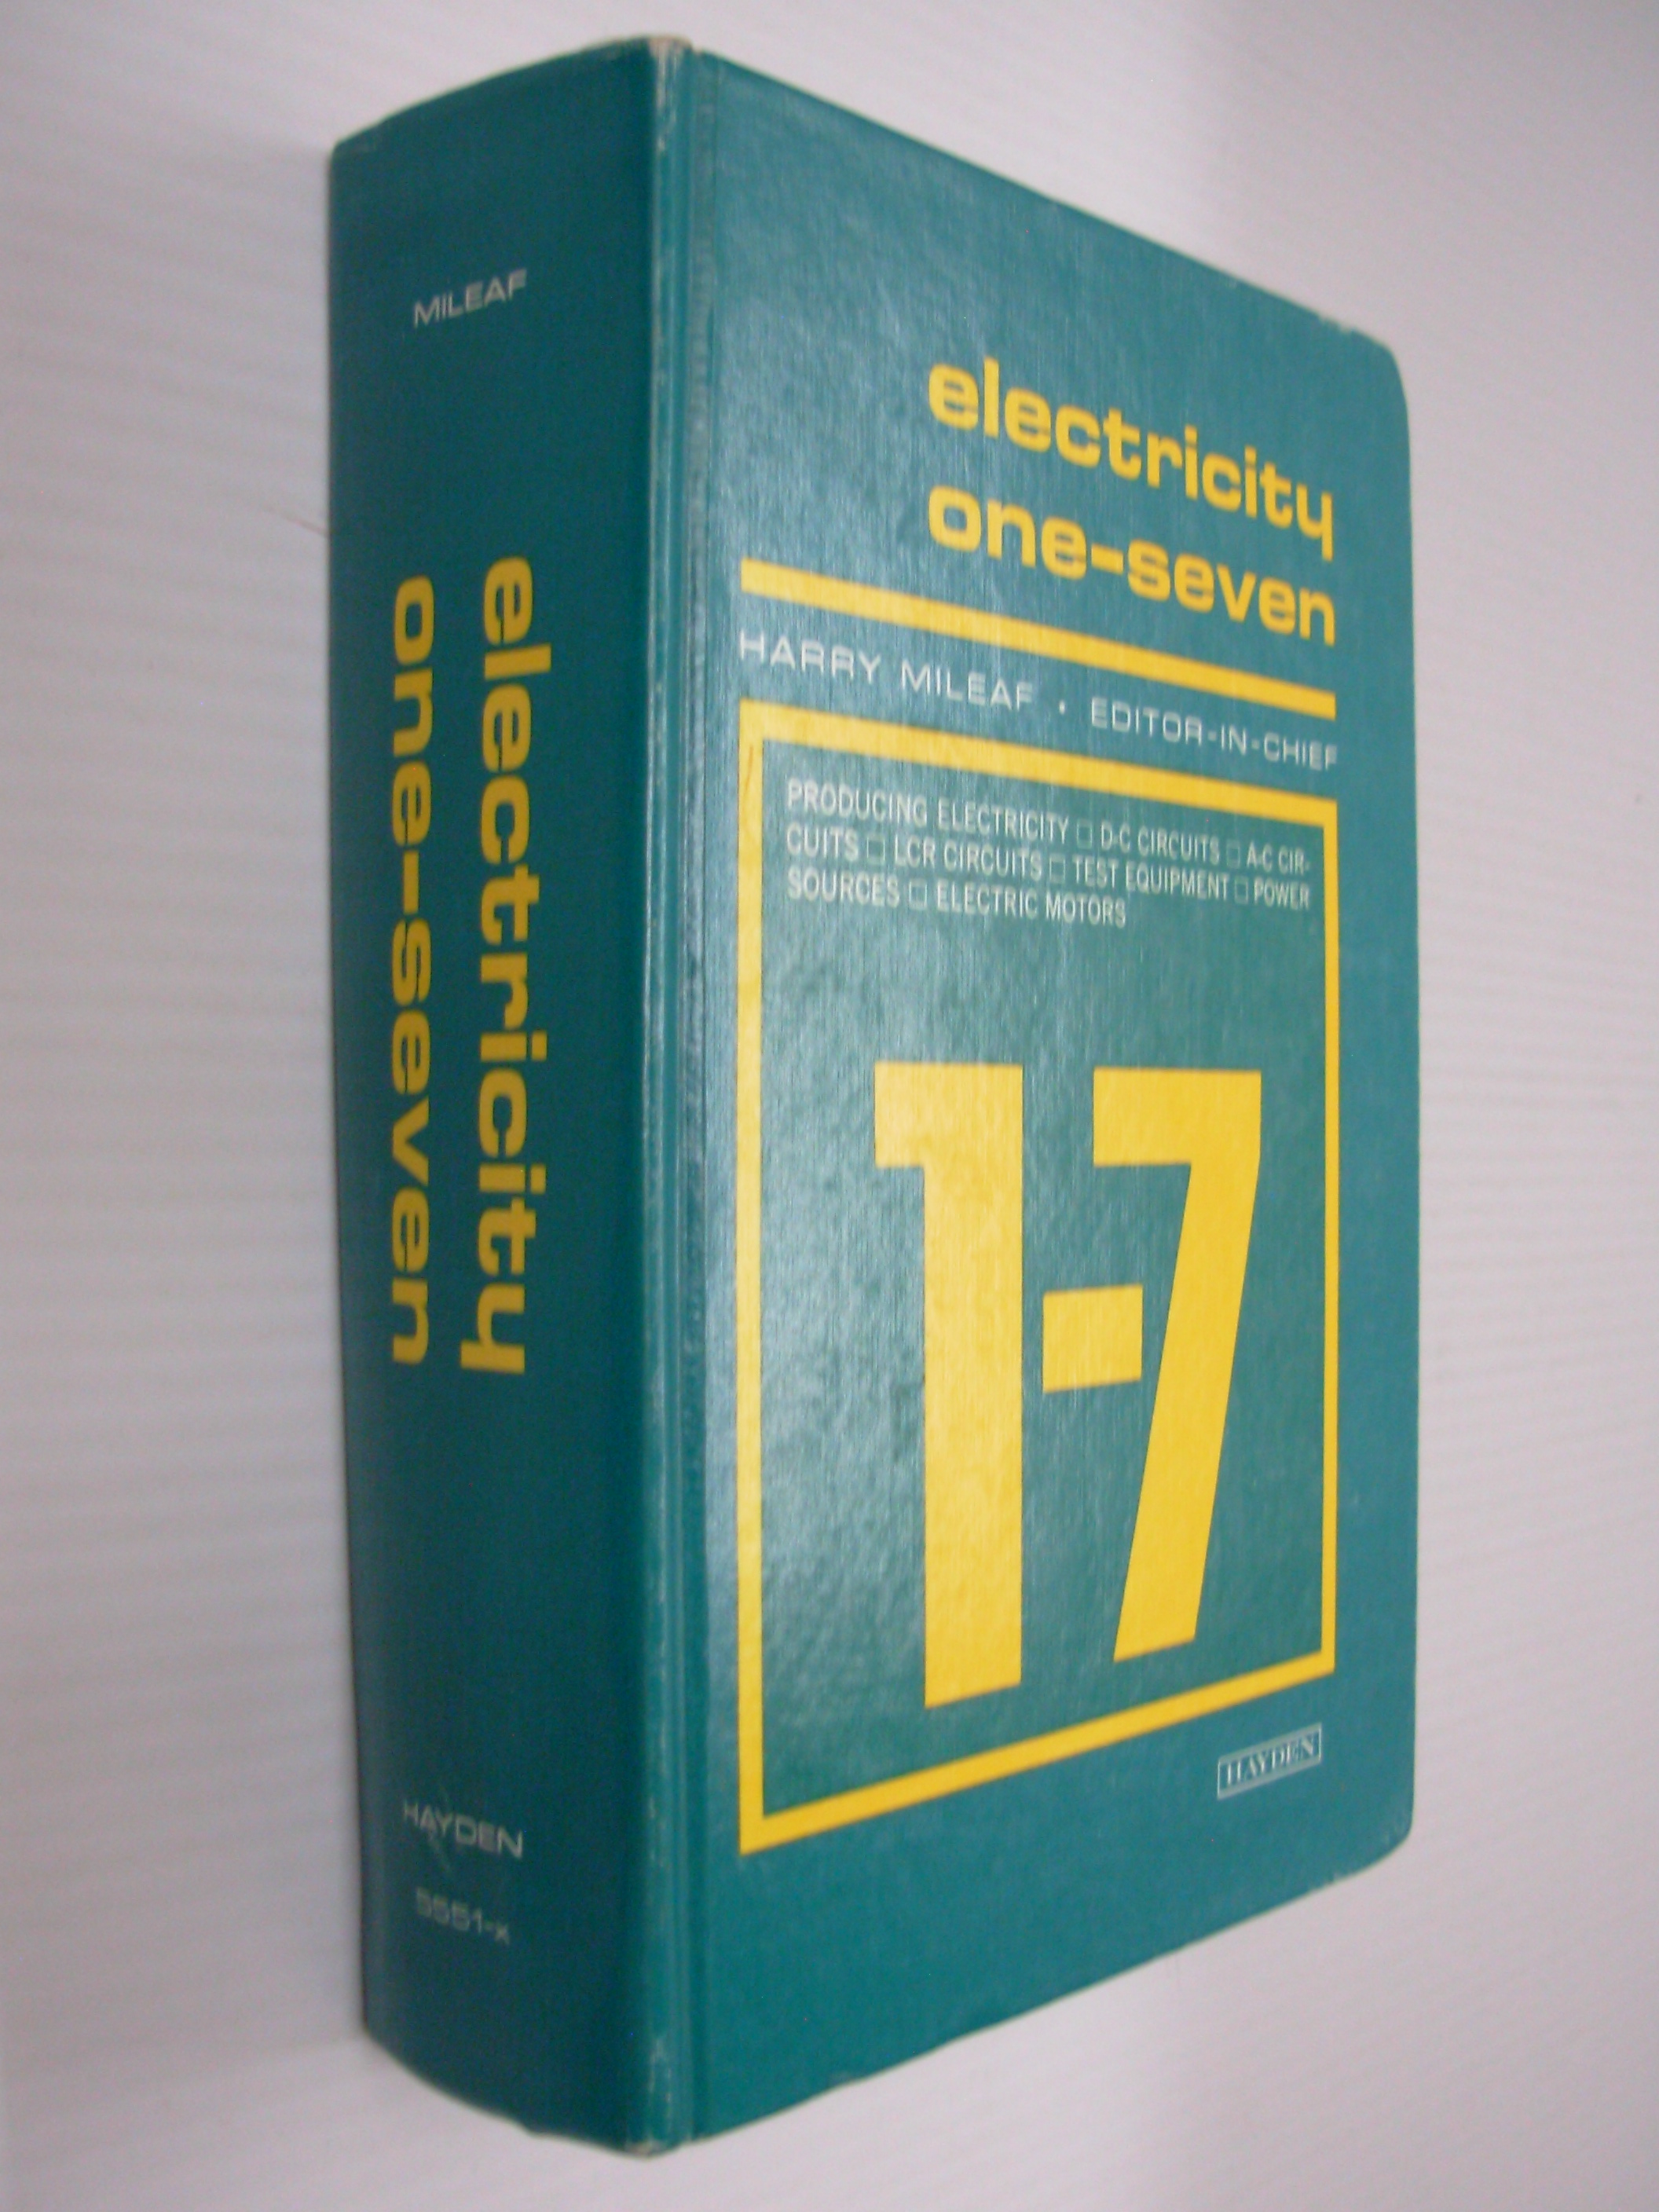 MILEAF
electricity
one-seven
HAYDEN
5551-x
electricity
one-seven
HARRY MILEAF • EDITOR-IN-CHIEF
PRODUCING ELECTRICITY □ D-C CIRCUITS □ A-C CIR-
CUITS □ LCR CIRCUITS □ TEST EQUIPMENT □ POWER
SOURCES □ ELECTRIC MOTORS
1-7
HAYDEN